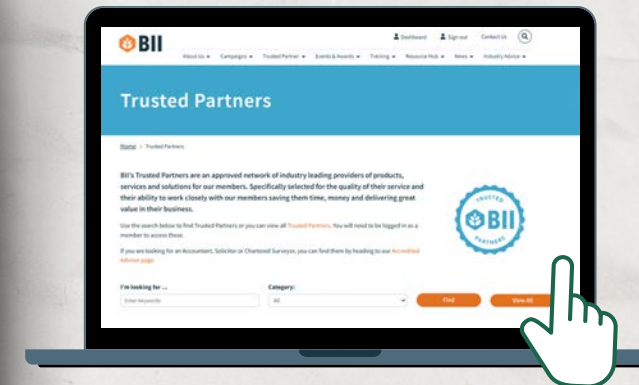 BII
Dashboard Sign out Contact Us
About Us Campaigns Trusted Partner Events & Awards Training Resource Hub News Industry Advice
Trusted Partners
Home > Trusted Partners
BII's Trusted Partners are an approved network of industry leading providers of products,
services and solutions for our members. Specifically selected for the quality of their service and
their ability to work closely with our members saving them time, money and delivering great
value in their business.
Use the search below to find Trusted Partners or you can view all Trusted Partners. You will need to be logged in as a
member to access these.
If you are looking for an Accountant, Solicitor or Chartered Surveyor, you can find them by heading to our Accredited
Advisor page.
TRUSTED
BII
PARTNERS
I'm looking for ... Category:
Enter keywords All Find View All